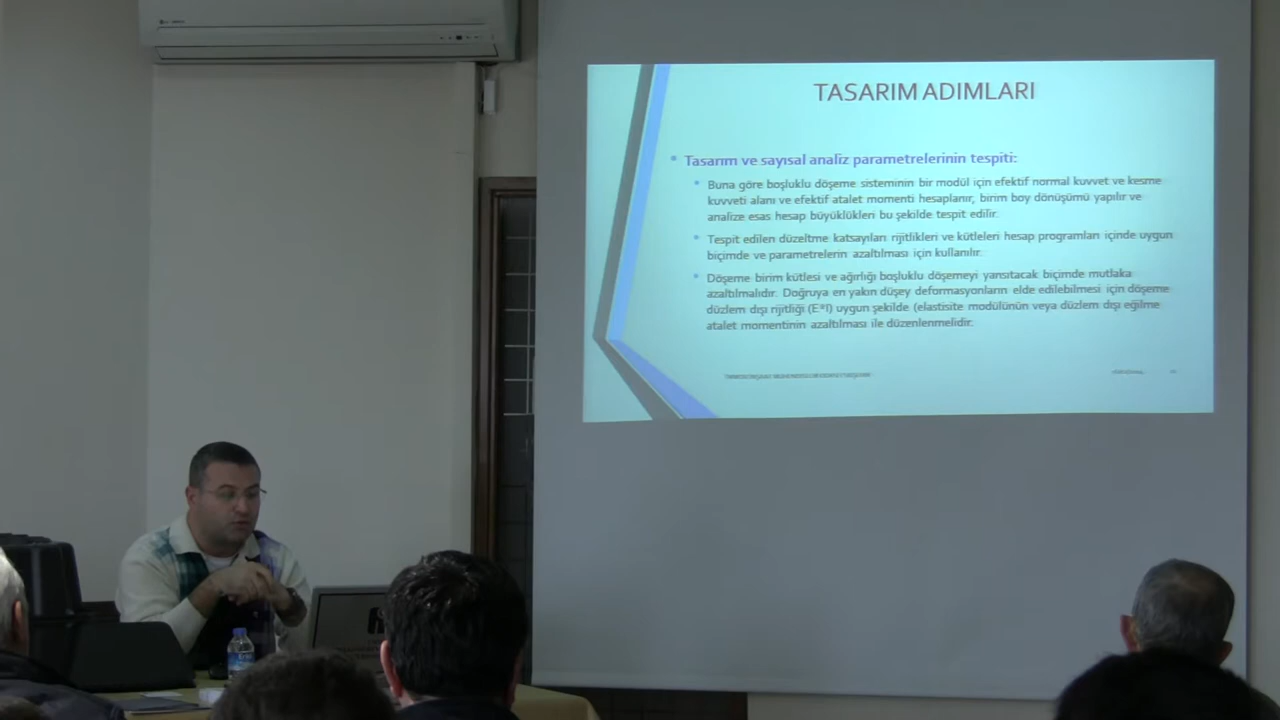 TASARIM ADIMLARI
Tasarım ve sayısal analiz parametrelerinin tespiti:
Buna göre boşluklu döşeme sisteminin bir modül için efektif normal kuvvet ve kesme
kuvveti alanı ve efektif atalet momenti hesaplanır, birim boy dönüşümü yapılır ve
analize esas hesap büyüklükleri bu şekilde tespit edilir.
Tespit edilen düzeltme katsayıları rijitlikleri ve kütleleri hesap programları içinde uygun
biçimde ve parametrelerin azaltılması için kullanılır.
Döşeme birim kütlesi ve ağırlığı boşluklu döşemeyi yansıtacak biçimde mutlaka
azaltılmalıdır. Doğruya en yakın düşey deformasyonların elde edilebilmesi için döşeme
düzlem dışı rijitliği (E*I) uygun şekilde (elastisite modülünün veya düzlem dışı eğilme
atalet momentinin azaltılması ile düzenlenmelidir.